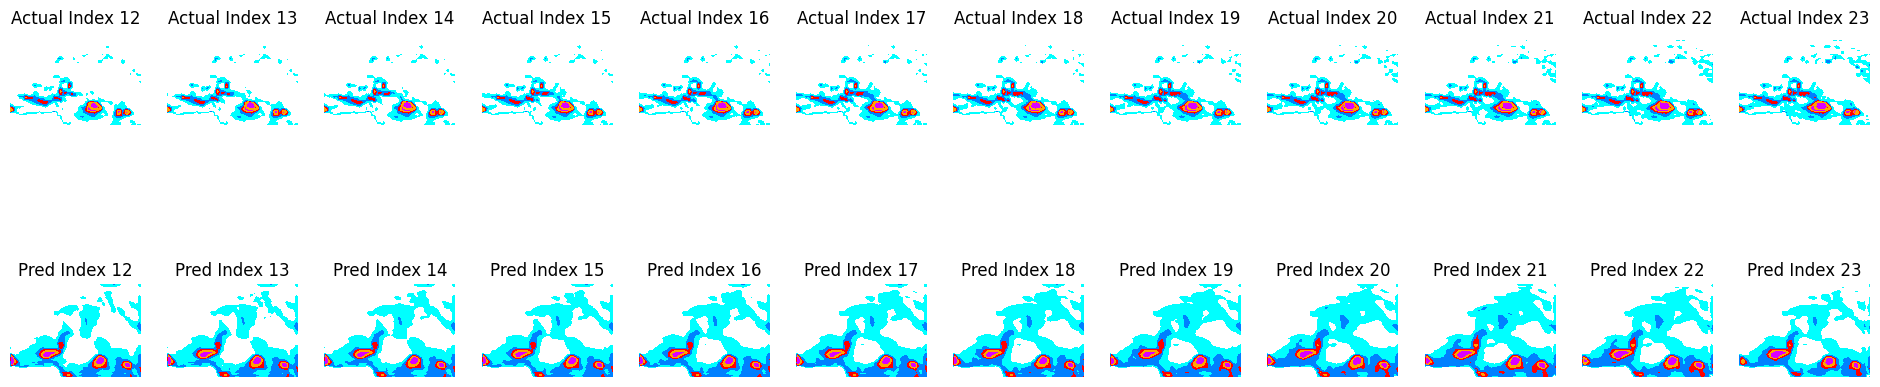 Actual Index 12 Actual Index 13 Actual Index 14 Actual Index 15 Actual Index 16 Actual Index 17 Actual Index 18 Actual Index 19 Actual Index 20 Actual Index 21 Actual Index 22 Actual Index 23
Pred Index 12 Pred Index 13 Pred Index 14 Pred Index 15 Pred Index 16 Pred Index 17 Pred Index 18 Pred Index 19 Pred Index 20 Pred Index 21 Pred Index 22 Pred Index 23